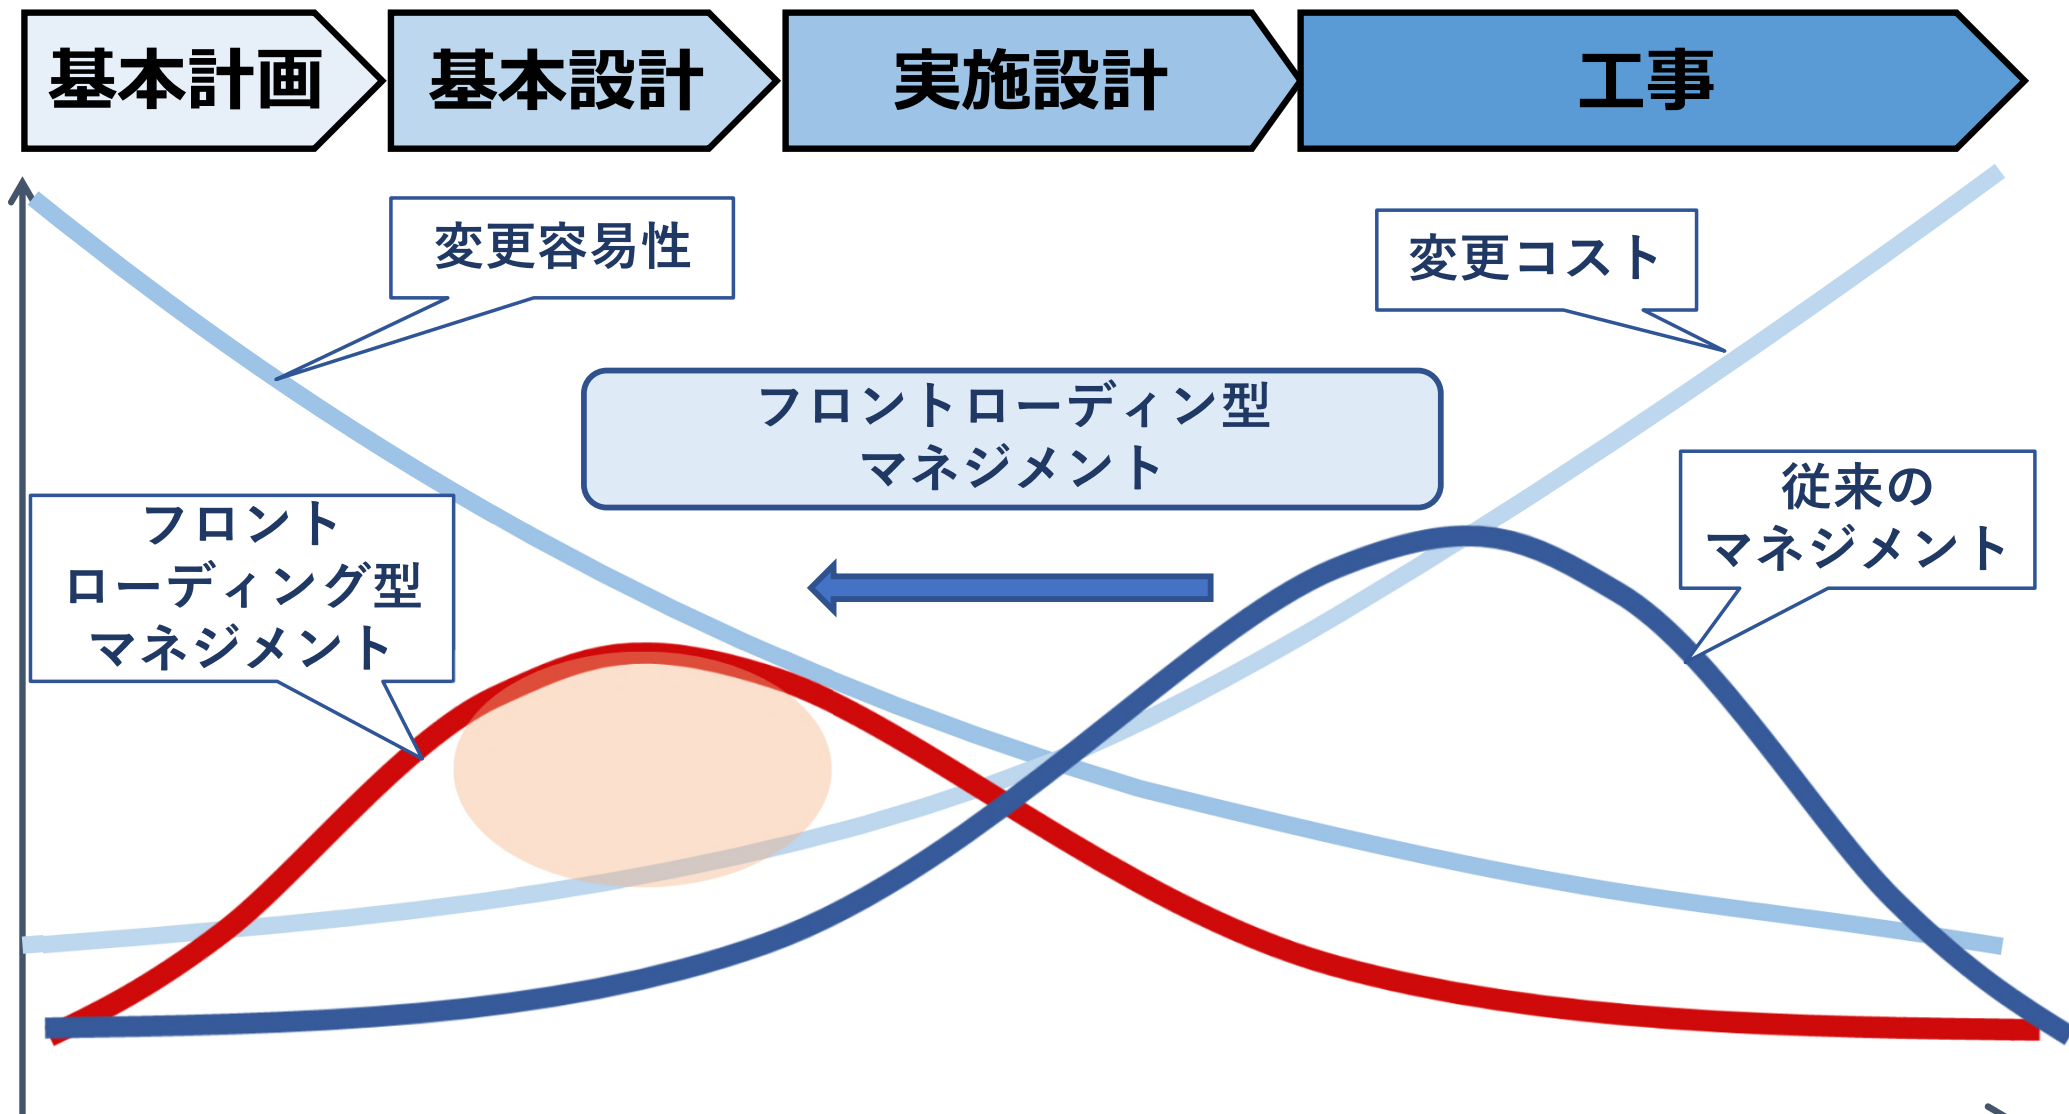 基本計画
基本設計
実施設計
工事
変更容易性
変更コスト
フロントローディン型
マネジメント
従来の
マネジメント
フロント
ローディング型
マネジメント